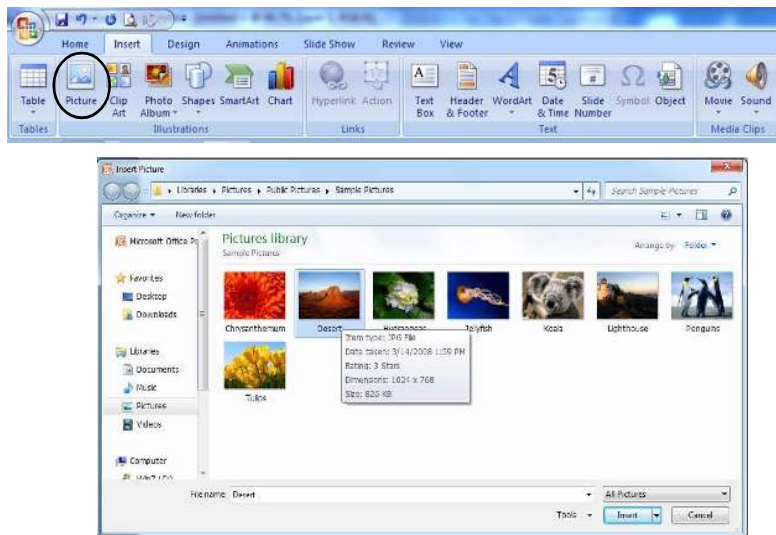 Home Insert Design Animations Slide Show Review View
Table Picture Clip Art Photo Album Shapes SmartArt Chart Hyperlink Action Text Box Header & Footer WordArt Date & Time Slide Number Symbol Object Movie Sound
Tables Illustrations Links Text Media Clips
Insert Picture
Libraries Pictures Public Pictures Sample Pictures Search Sample Pictures
Organize New folder
Microsoft Office Po
Pictures library
Sample Pictures
Arrange by: Folder
Favorites
Desktop
Downloads
Libraries
Documents
Music
Pictures
Videos
Computer
Chrysanthemum Desert Hydrangeas Jellyfish Koala Lighthouse Penguins
Item type: JPG File
Date taken: 3/14/2008 1:59 PM
Rating: 3 Stars
Dimensions: 1024 x 768
Size: 826 KB
Tulips
File name: Desert All Pictures
Tools Insert Cancel